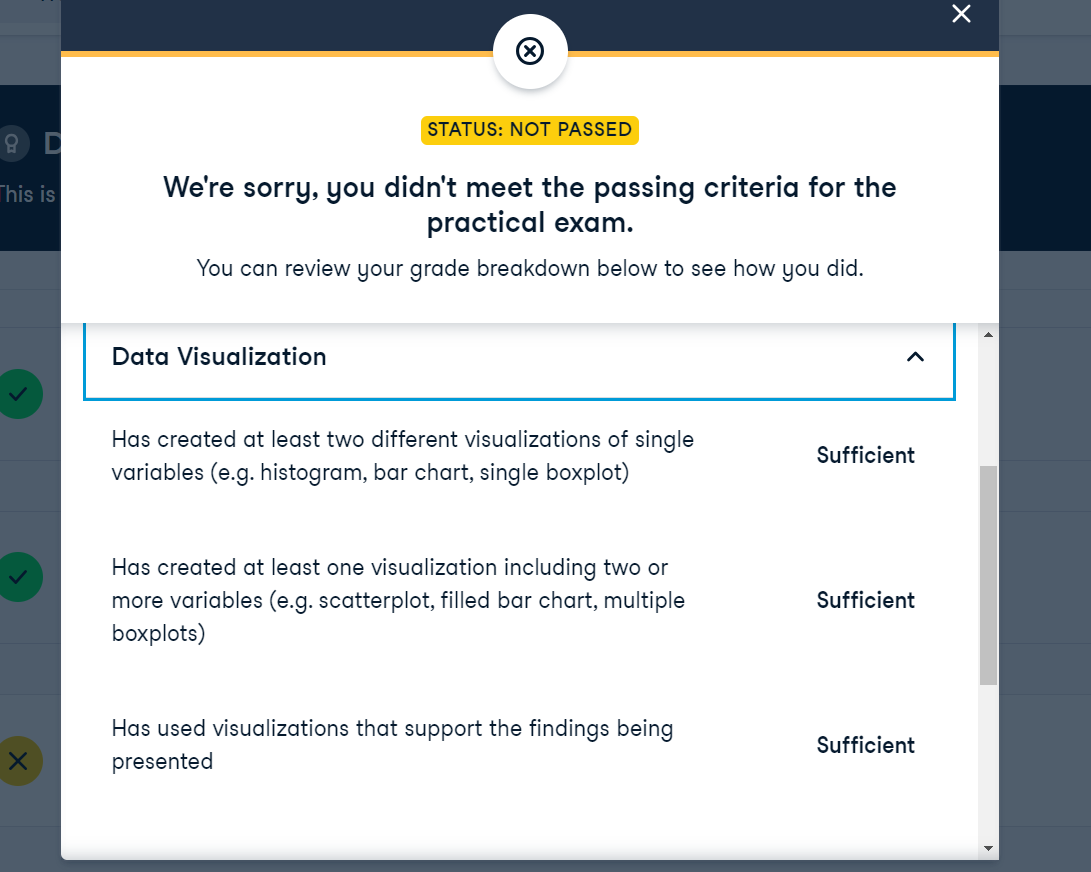 D
This is
STATUS: NOT PASSED
We're sorry, you didn't meet the passing criteria for the
practical exam.
You can review your grade breakdown below to see how you did.
Data Visualization
Has created at least two different visualizations of single
variables (e.g. histogram, bar chart, single boxplot)
Sufficient
Has created at least one visualization including two or
more variables (e.g. scatterplot, filled bar chart, multiple
boxplots)
Sufficient
Has used visualizations that support the findings being
presented
Sufficient